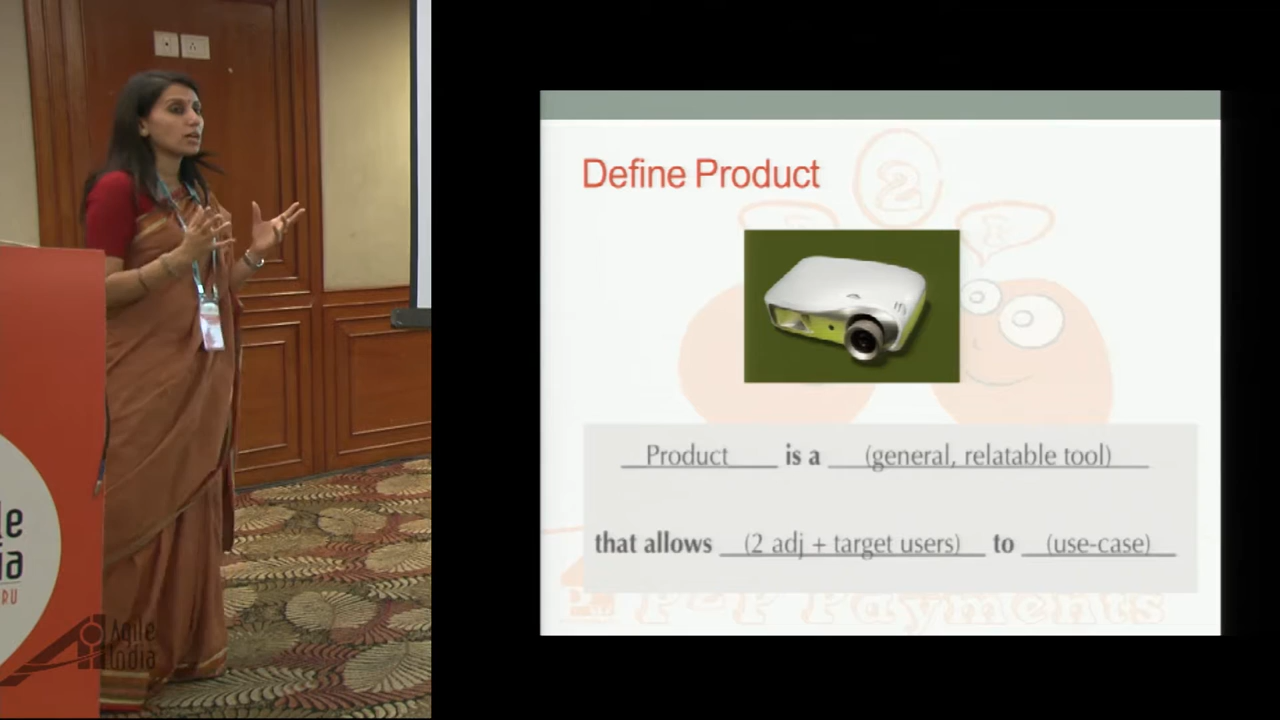 Define Product
2
Product is a (general, relatable tool)
that allows (2 adj + target users) to (use-case)
P2P Payments
Agile
India